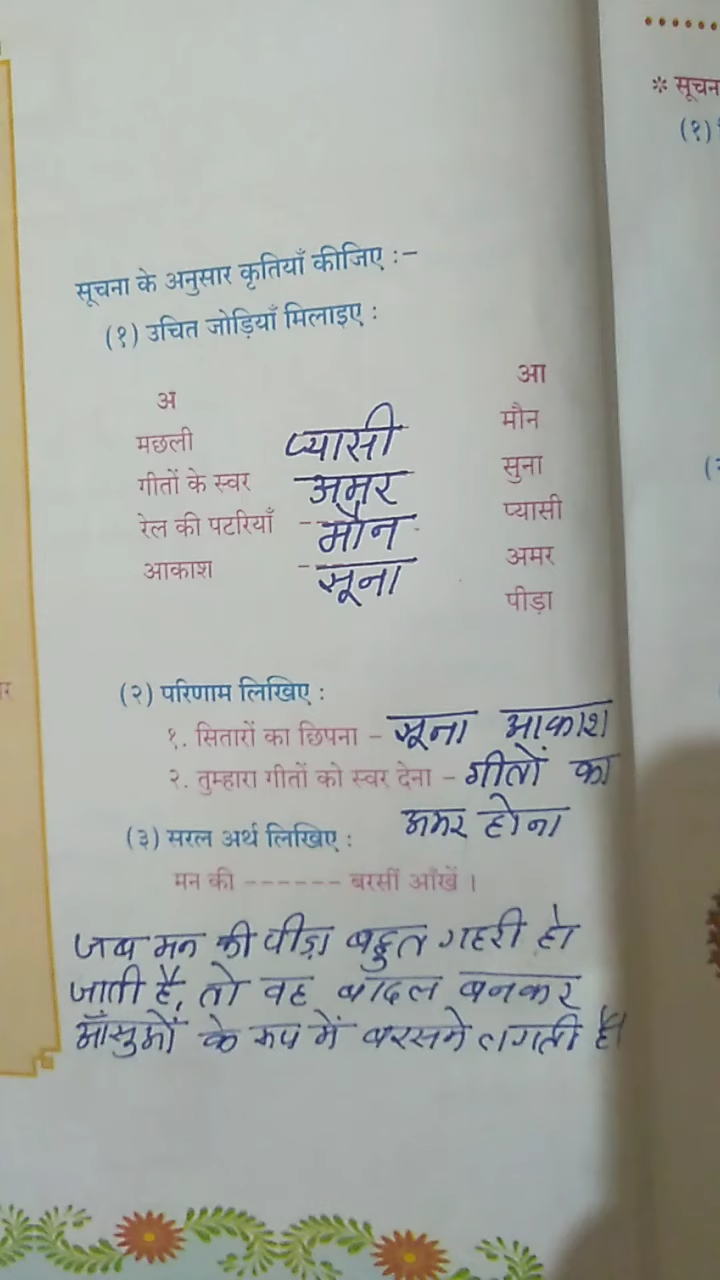 * सूचन
(१)
सूचना के अनुसार कृतियाँ कीजिए :-
(१) उचित जोड़ियाँ मिलाइए :
अ आ
मछली प्यासी मौन
गीतों के स्वर अमर सुना
रेल की पटरियाँ - मौन प्यासी
आकाश - सूना अमर
पीड़ा
(२) परिणाम लिखिए :
१. सितारों का छिपना - सूना आकाश
२. तुम्हारा गीतों को स्वर देना - गीतों का
अमर होना
(३) सरल अर्थ लिखिए :
मन की ------ बरसीं आँखें ।
जब मन की पीड़ा बहुत गहरी हो
जाती है, तो वह बादल बनकर
आँसुओं के रूप में बरसने लगती है।